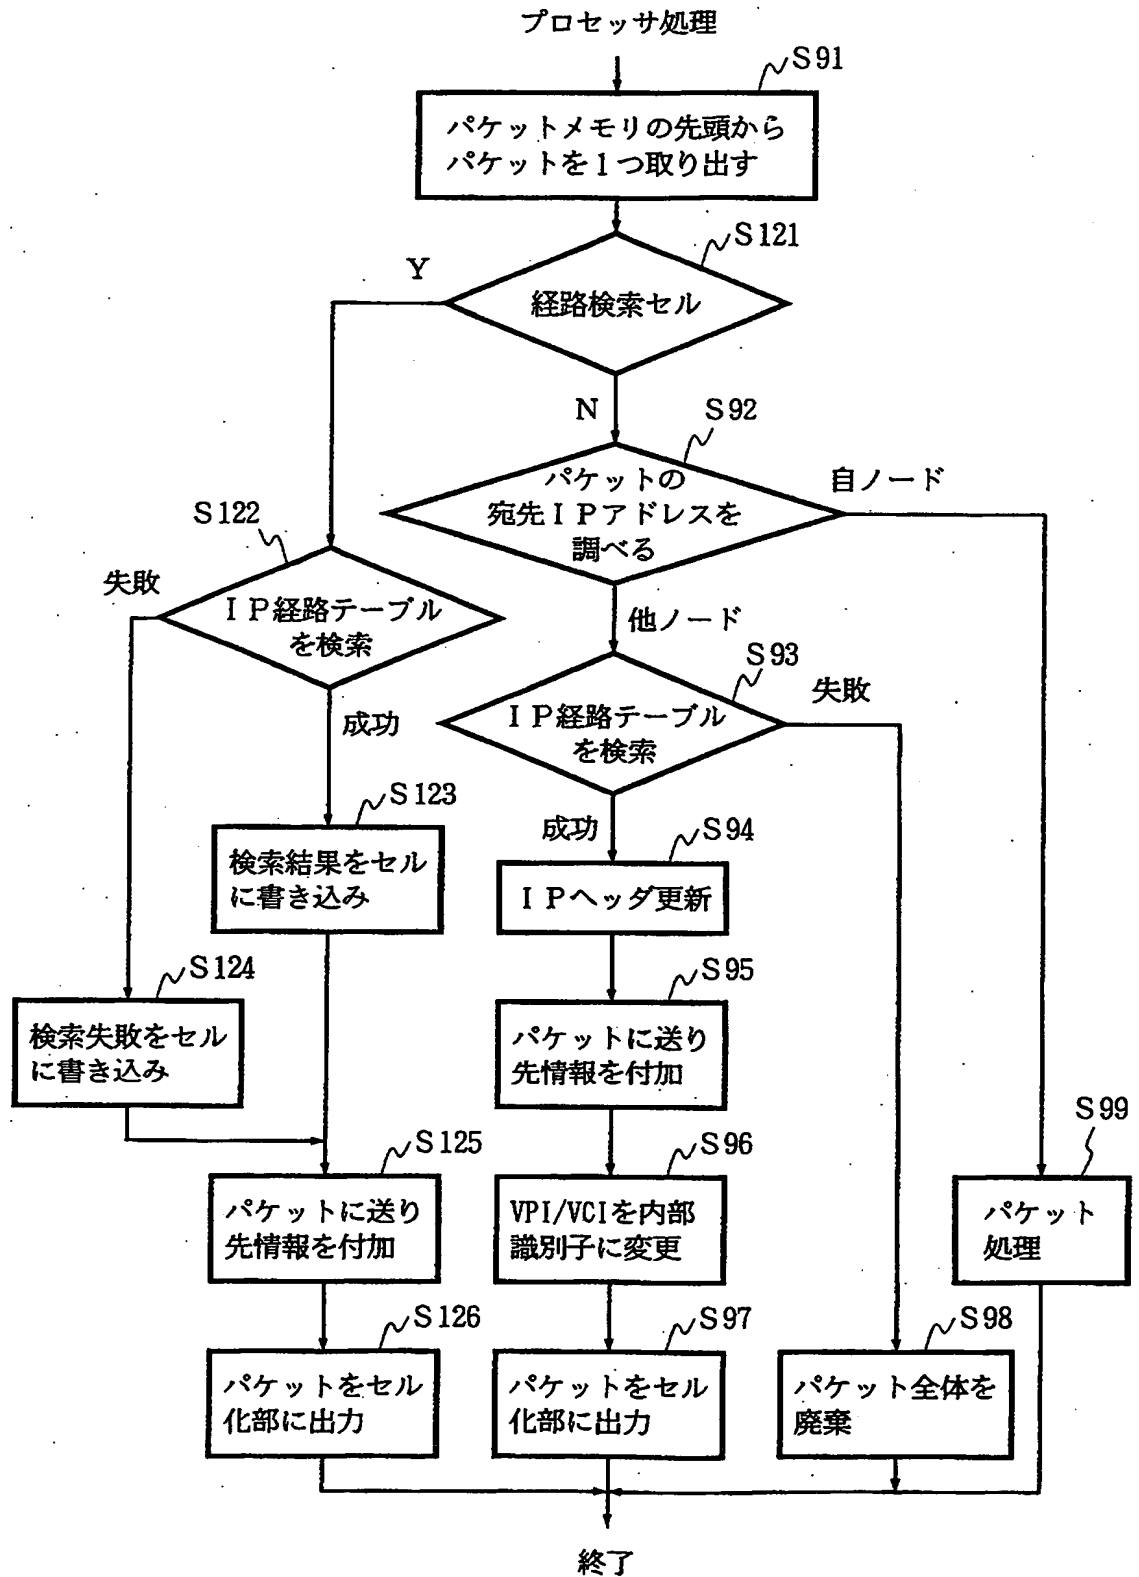 プロセッサ処理
S91
パケットメモリの先頭から
パケットを1つ取り出す
S121
Y
経路検索セル
N
S92
パケットの
宛先IPアドレスを
調べる
自ノード
S122
失敗
IP経路テーブル
を検索
他ノード
S93
失敗
IP経路テーブル
を検索
成功
S123
検索結果をセル
に書き込み
成功
S94
IPヘッダ更新
S124
検索失敗をセル
に書き込み
S95
パケットに送り
先情報を付加
S99
パケット
処理
S125
パケットに送り
先情報を付加
S96
VPI/VCIを内部
識別子に変更
S126
パケットをセル
化部に出力
S97
パケットをセル
化部に出力
S98
パケット全体を
廃棄
終了